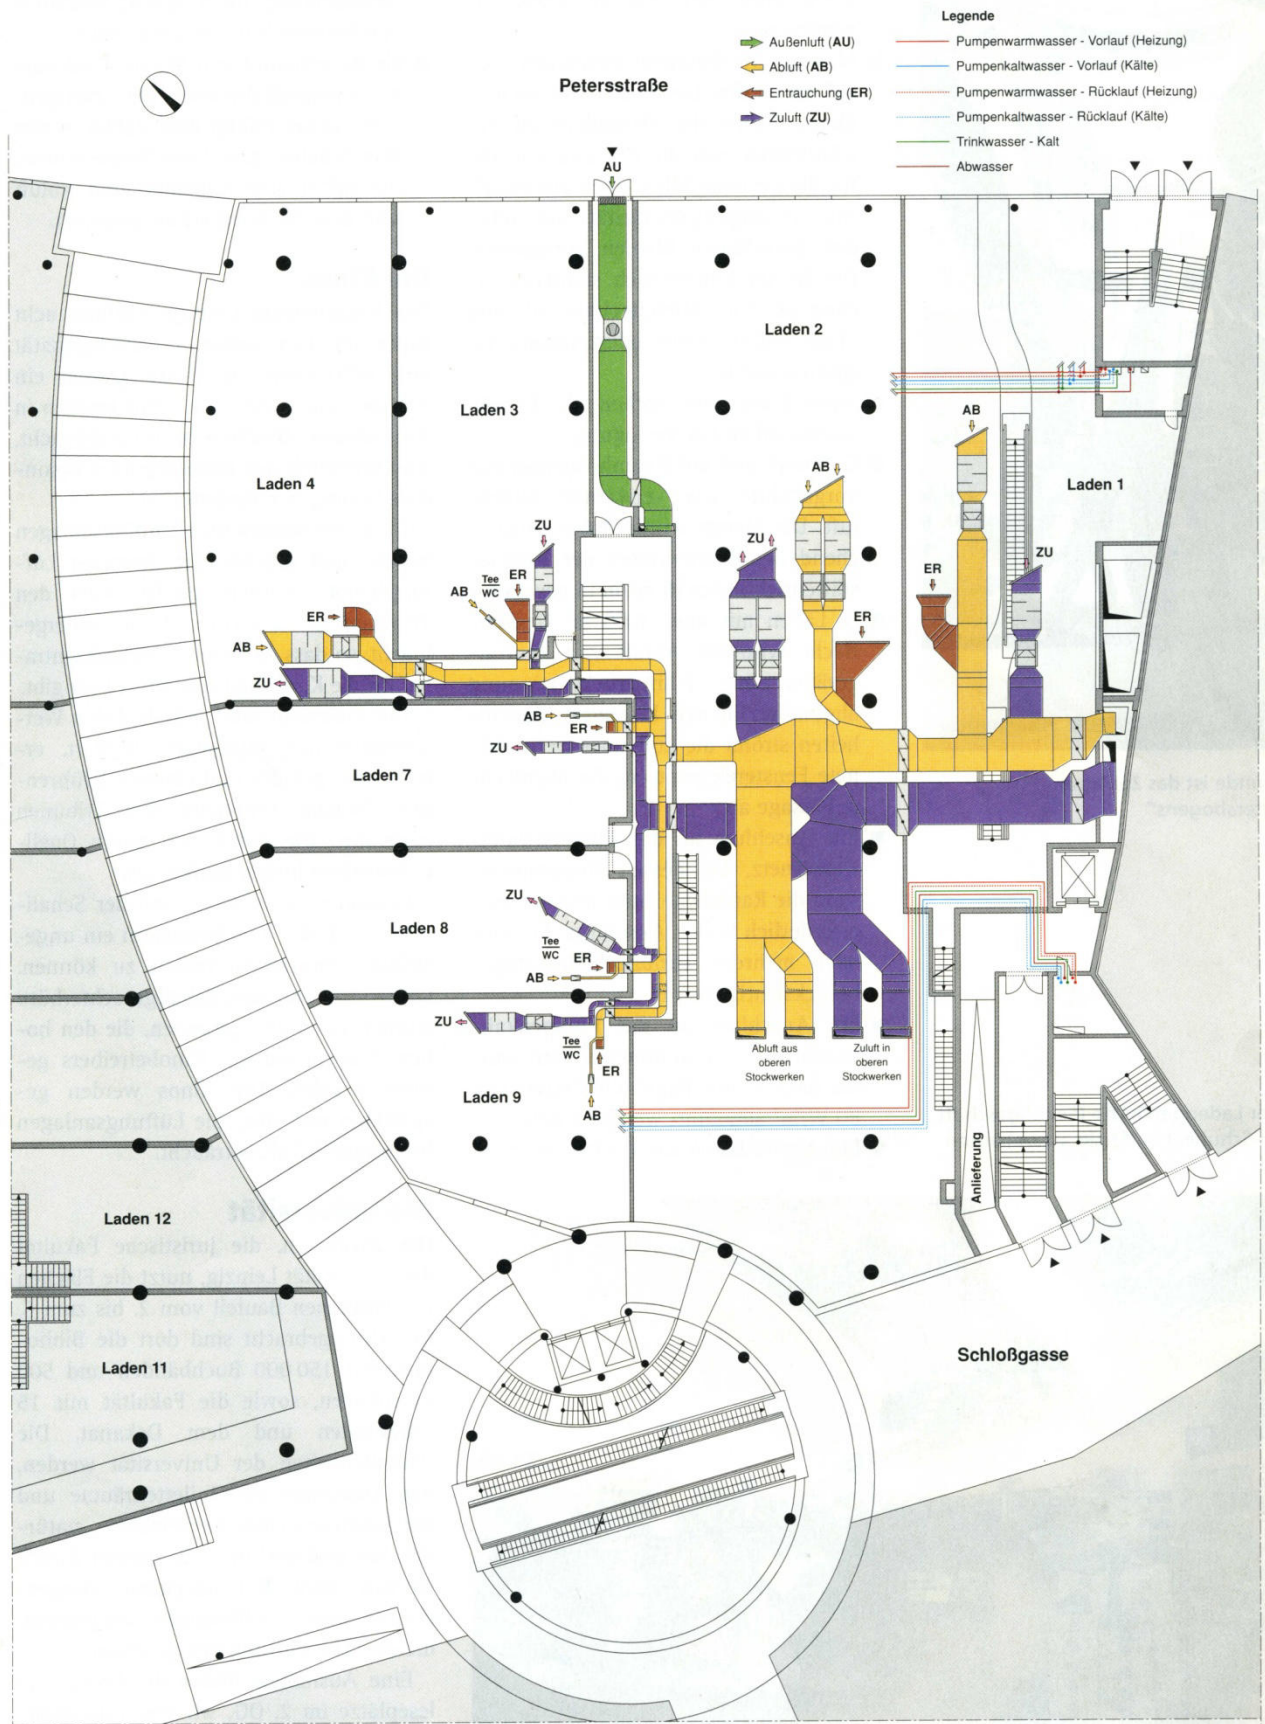 Legende
Außenluft (AU)
Abluft (AB)
Entrauchung (ER)
Zuluft (ZU)
Pumpenwarmwasser - Vorlauf (Heizung)
Pumpenkaltwasser - Vorlauf (Kälte)
Pumpenwarmwasser - Rücklauf (Heizung)
Pumpenkaltwasser - Rücklauf (Kälte)
Trinkwasser - Kalt
Abwasser
Petersstraße
AU
Laden 2
Laden 3
AB
Laden 4
AB
Laden 1
ZU
ZU
ZU
ER
Tee
WC
AB
ER
ER
ER
AB
ZU
AB
ER
ZU
Laden 7
ZU
Laden 8
Tee
WC
ER
AB
ZU
Tee
WC
ER
AB
Laden 9
Abluft aus
oberen
Stockwerken
Zuluft in
oberen
Stockwerken
Anlieferung
Laden 12
Laden 11
Schloßgasse